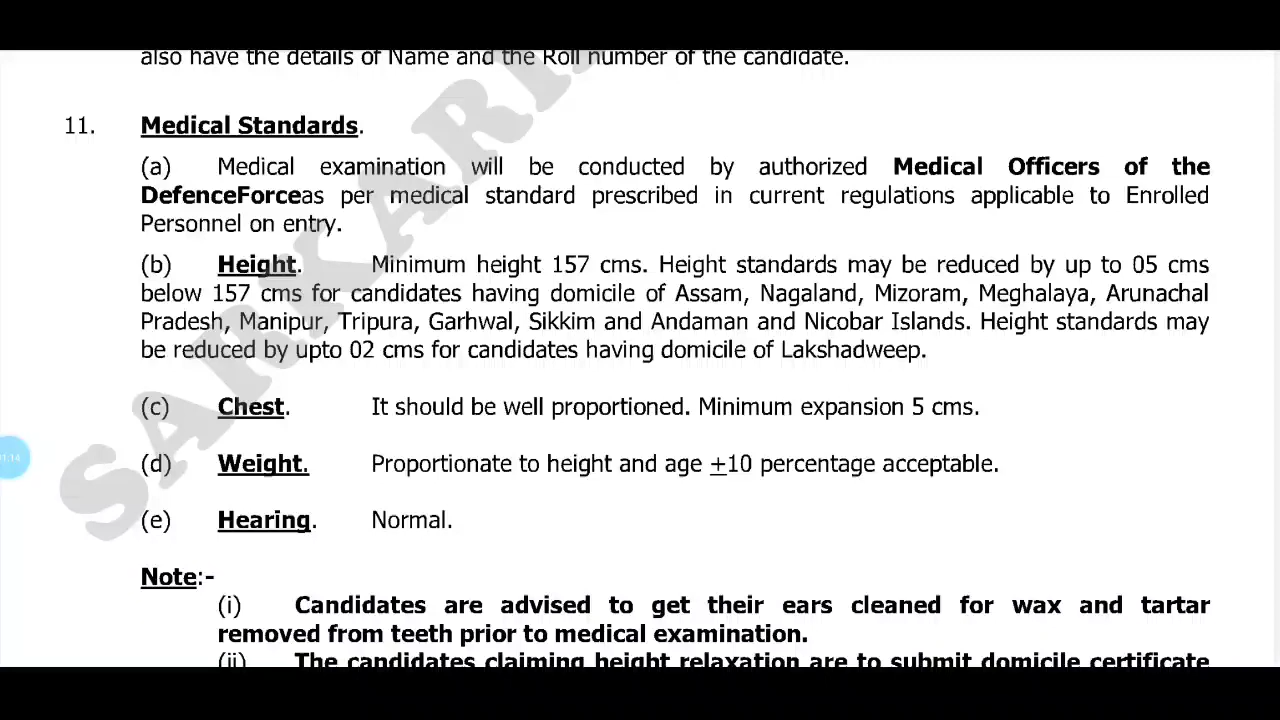 also have the details of Name and the Roll number of the candidate.
11. Medical Standards.
(a) Medical examination will be conducted by authorized Medical Officers of the
DefenceForceas per medical standard prescribed in current regulations applicable to Enrolled
Personnel on entry.
(b) Height. Minimum height 157 cms. Height standards may be reduced by up to 05 cms
below 157 cms for candidates having domicile of Assam, Nagaland, Mizoram, Meghalaya, Arunachal
Pradesh, Manipur, Tripura, Garhwal, Sikkim and Andaman and Nicobar Islands. Height standards may
be reduced by upto 02 cms for candidates having domicile of Lakshadweep.
(c) Chest. It should be well proportioned. Minimum expansion 5 cms.
(d) Weight. Proportionate to height and age ±10 percentage acceptable.
(e) Hearing. Normal.
Note:-
(i) Candidates are advised to get their ears cleaned for wax and tartar
removed from teeth prior to medical examination.
(ii) The candidates claiming height relaxation are to submit domicile certificate